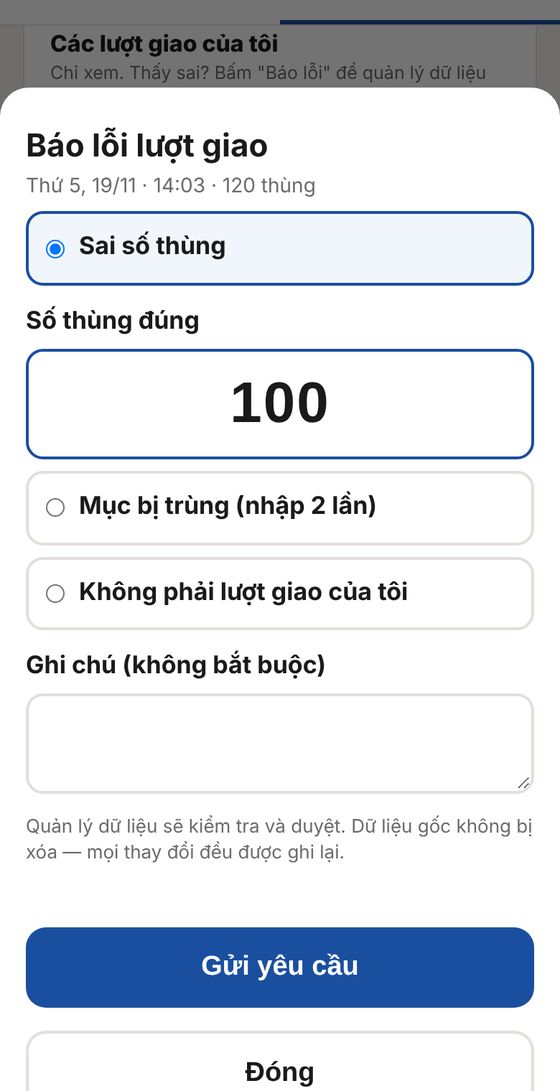 Các lượt giao của tôi
Chỉ xem. Thấy sai? Bấm "Báo lỗi" để quản lý dữ liệu
Báo lỗi lượt giao
Thứ 5, 19/11 · 14:03 · 120 thùng
Sai số thùng
Số thùng đúng
100
Mục bị trùng (nhập 2 lần)
Không phải lượt giao của tôi
Ghi chú (không bắt buộc)
Quản lý dữ liệu sẽ kiểm tra và duyệt. Dữ liệu gốc không bị
xóa — mọi thay đổi đều được ghi lại.
Gửi yêu cầu
Đóng